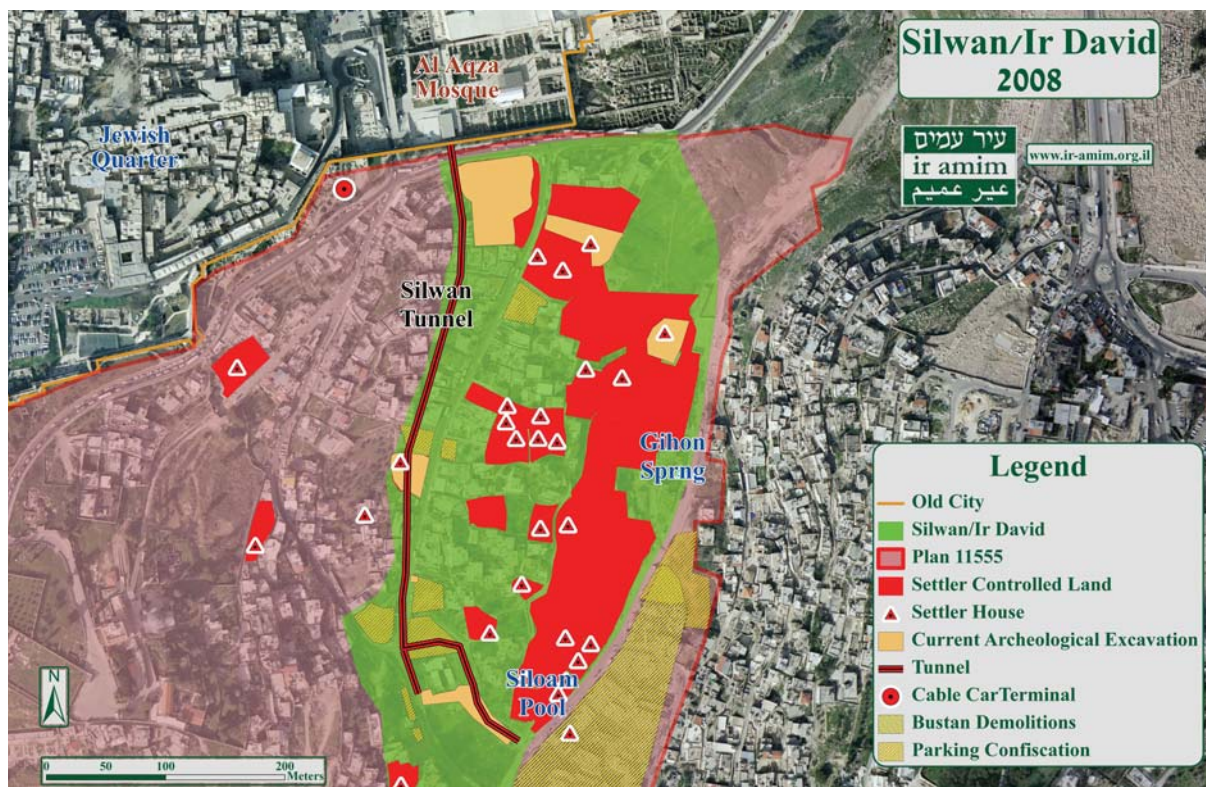 Silwan/Ir David
2008
עיר עמים
ir amim
عير عميم
www.ir-amim.org.il
Al Aqza
Mosque
Jewish
Quarter
Silwan
Tunnel
Gihon
Sprng
Siloam
Pool
N
0 50 100 200
Meters
Legend
Old City
Silwan/Ir David
Plan 11555
Settler Controlled Land
Settler House
Current Archeological Excavation
Tunnel
Cable CarTerminal
Bustan Demolitions
Parking Confiscation